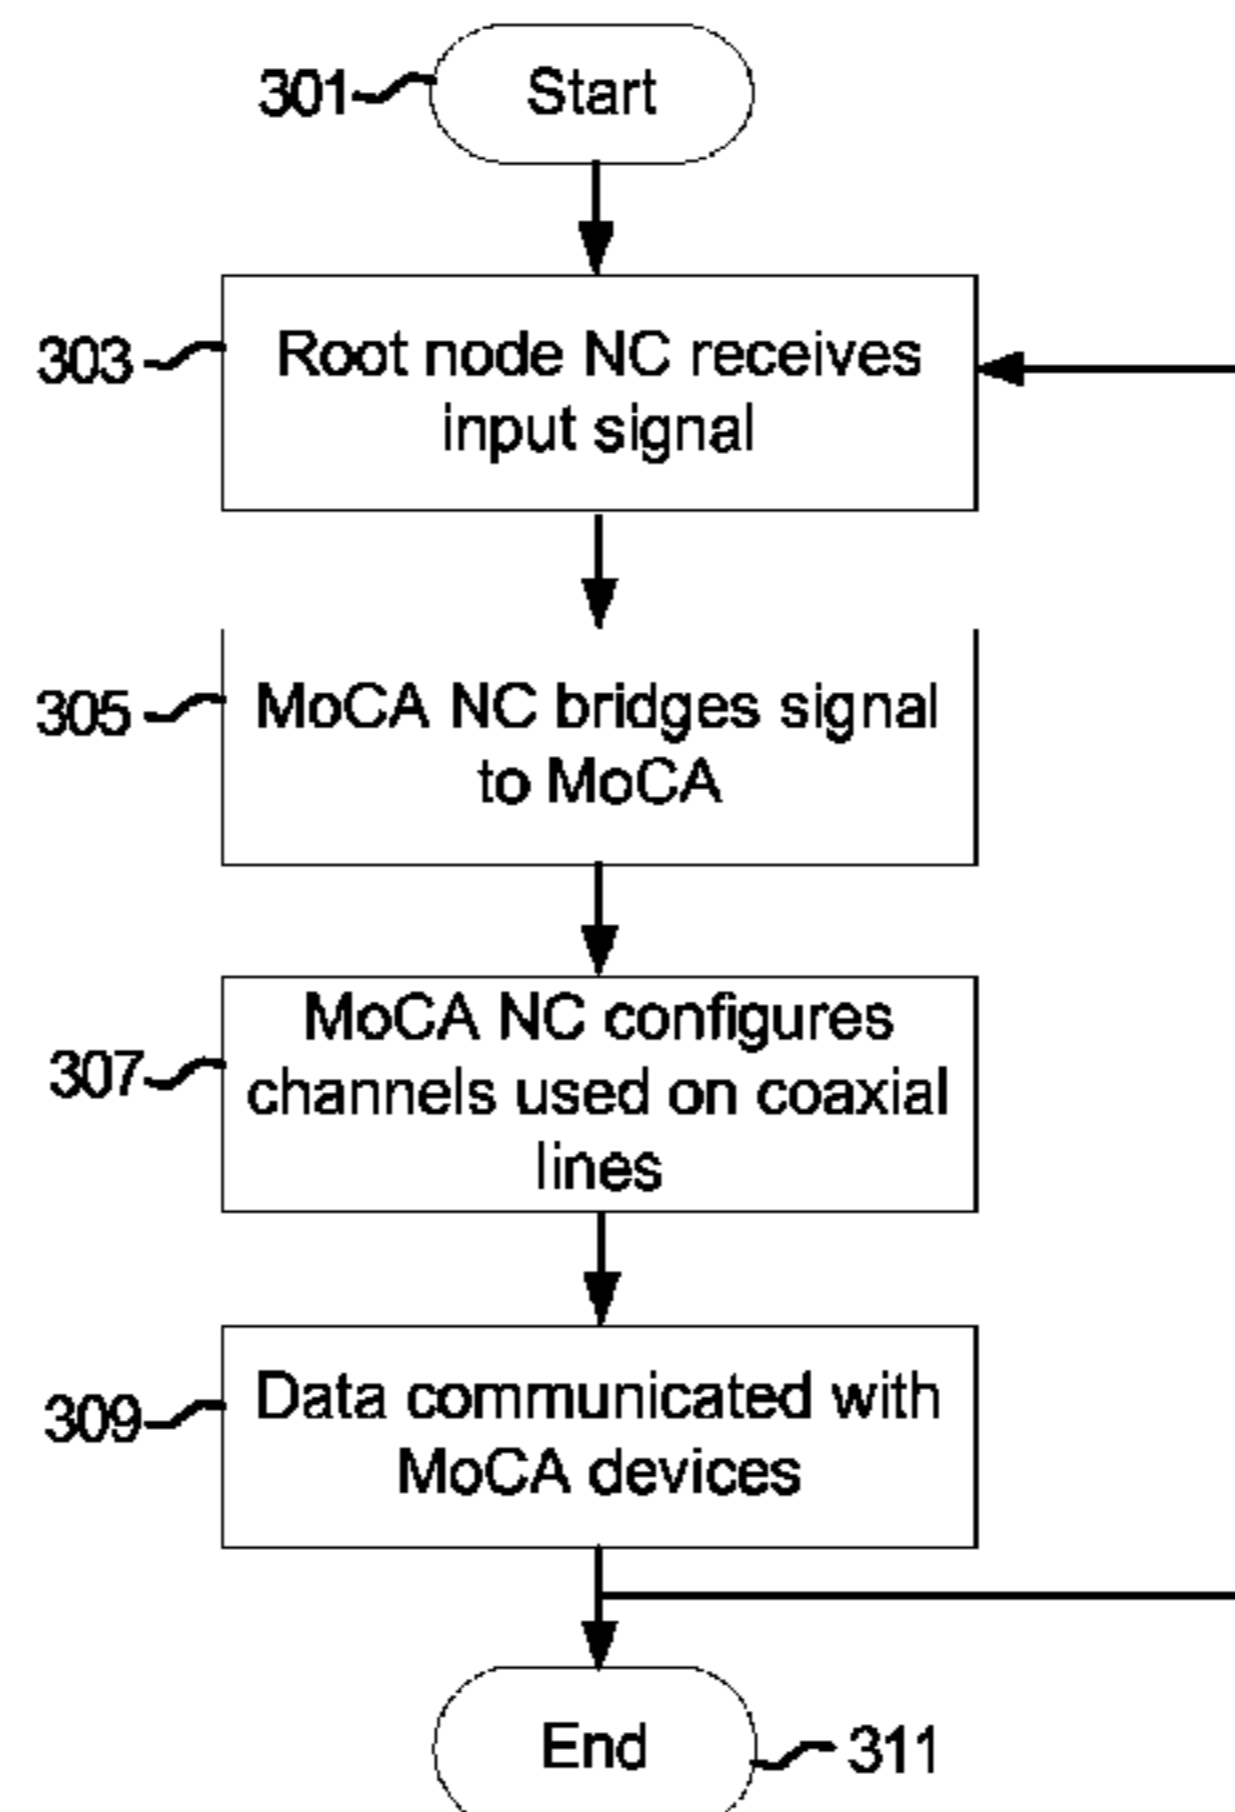 301
Start
303
Root node NC receives
input signal
305
MoCA NC bridges signal
to MoCA
307
MoCA NC configures
channels used on coaxial
lines
309
Data communicated with
MoCA devices
End
311